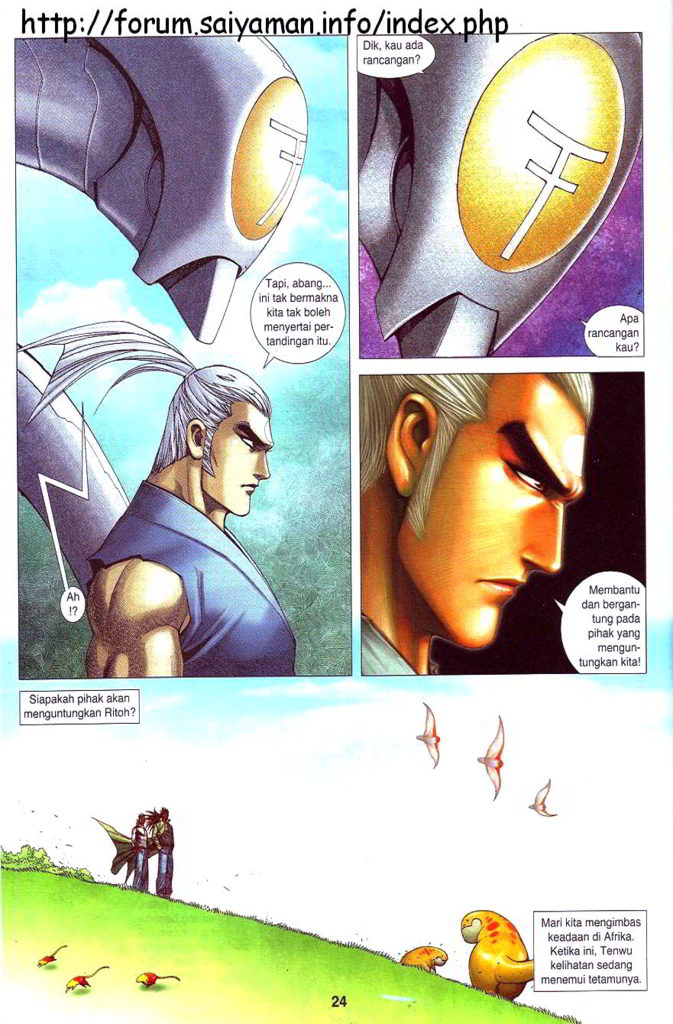 http://forum.saiyaman.info/index.php
Tapi, abang...
ini tak bermakna
kita tak boleh
menyertai per-
tandingan itu.
Ah
!?
Dik, kau ada
rancangan?
Apa
rancangan
kau?
Membantu
dan bergan-
tung pada
pihak yang
mengun-
tungkan kita!
Siapakah pihak akan
menguntungkan Ritoh?
Mari kita mengimbas
keadaan di Afrika.
Ketika ini, Tenwu
kelihatan sedang
menemui tetamunya.
24